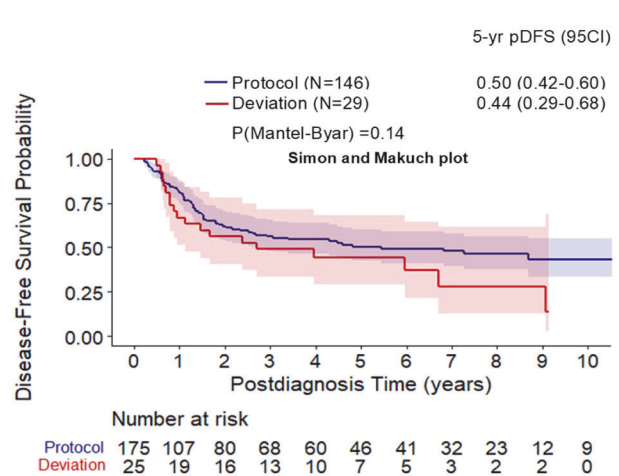 5-yr pDFS (95CI)
Protocol (N=146) 0.50 (0.42-0.60)
Deviation (N=29) 0.44 (0.29-0.68)
P(Mantel-Byar) =0.14
Simon and Makuch plot
Disease-Free Survival Probability
1.00
0.75
0.50
0.25
0.00
0 1 2 3 4 5 6 7 8 9 10
Postdiagnosis Time (years)
Number at risk
Protocol 175 107 80 68 60 46 41 32 23 12 9
Deviation 25 19 16 13 10 7 5 3 2 2 0